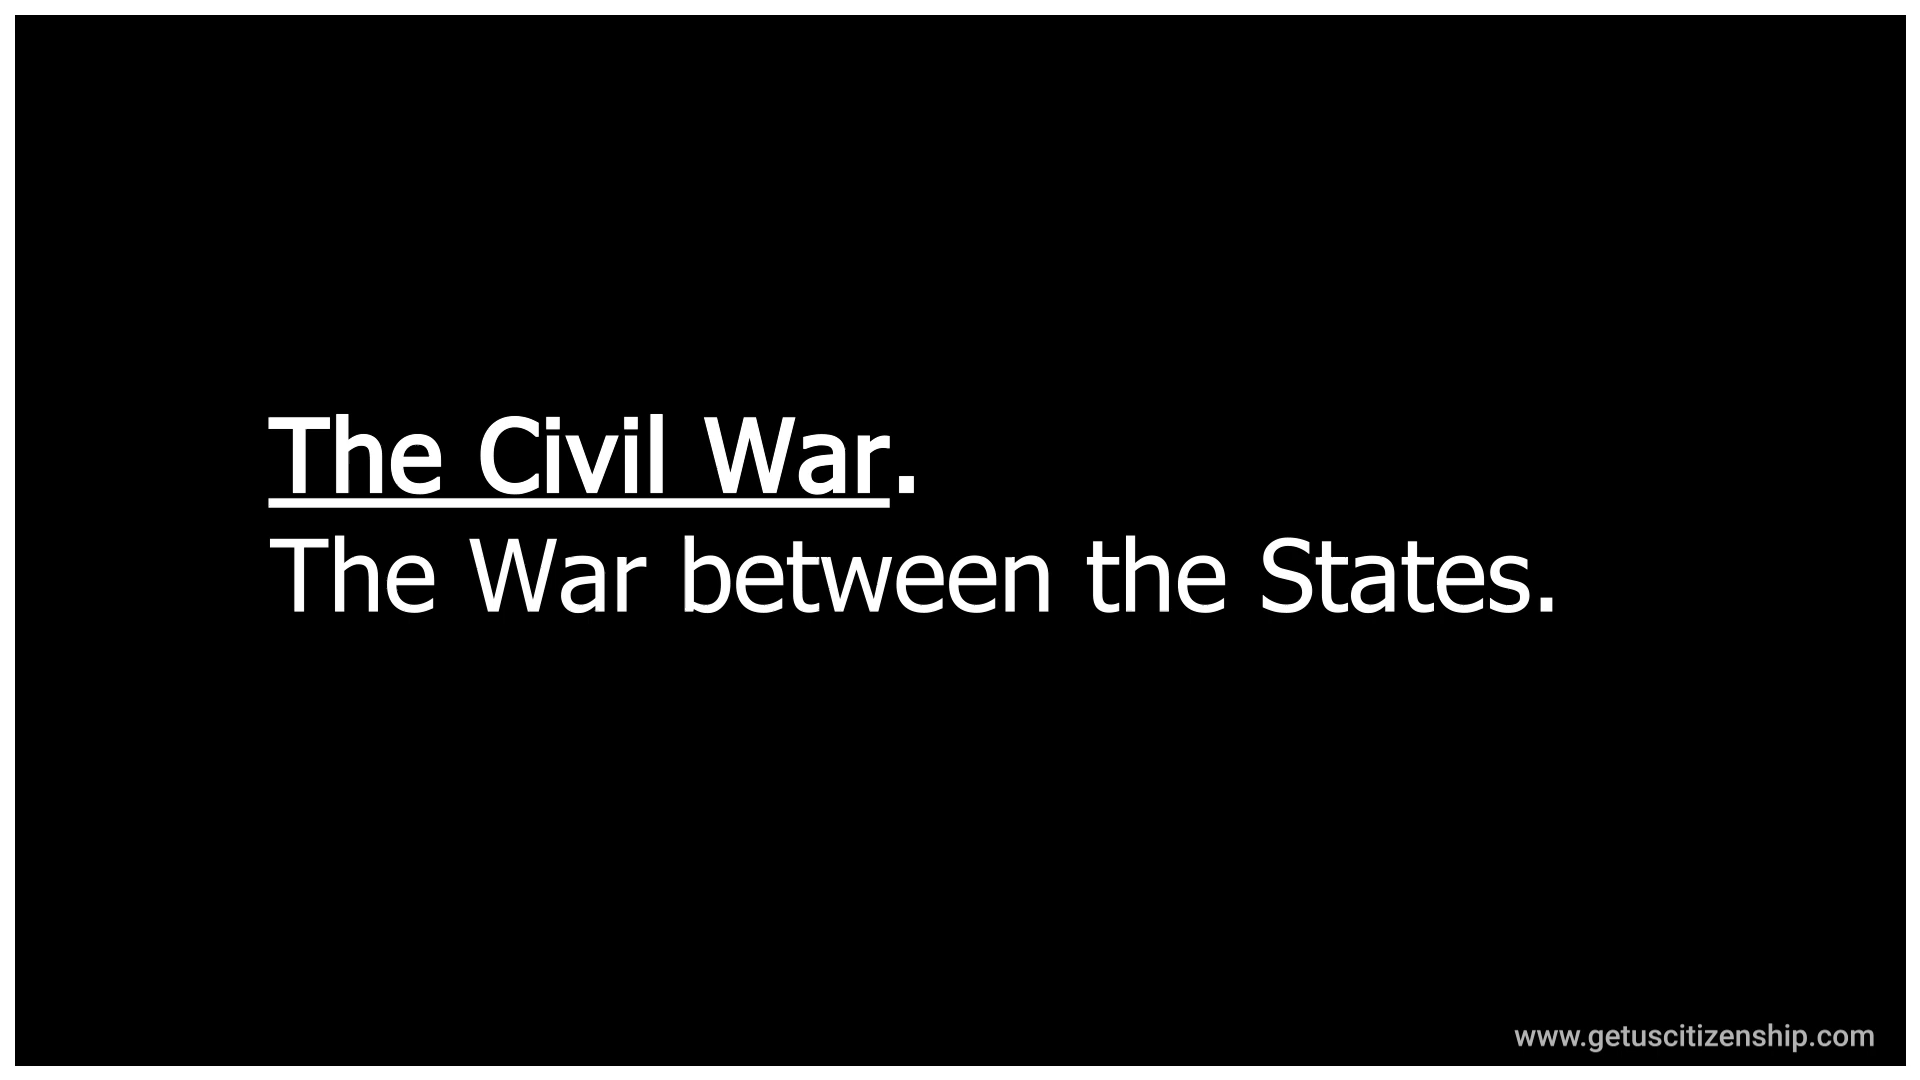 The Civil War.
The War between the States.
www.getuscitizenship.com